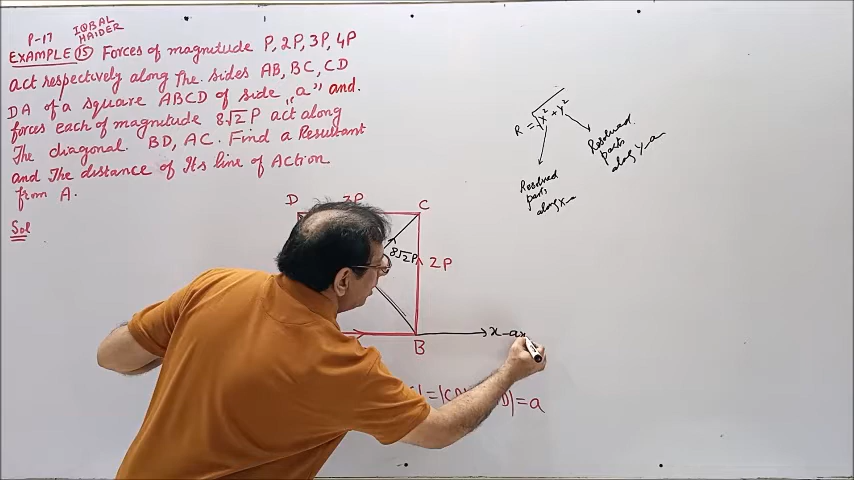 P-17 IQBAL HAIDER
EXAMPLE 15 Forces of magnitude P, 2P, 3P, 4P
act respectively along The sides AB, BC, CD
DA of a square ABCD of side "a" and
forces each of magnitude 8√2 P act along
The diagonal BD, AC. Find a Resultant
and The distance of Its line of Action
from A.
Sol
R = √x² + y²
Resolved parts along x-a
Resolved parts along y-a
D
C
8√2P
2P
B
x-ax
= a